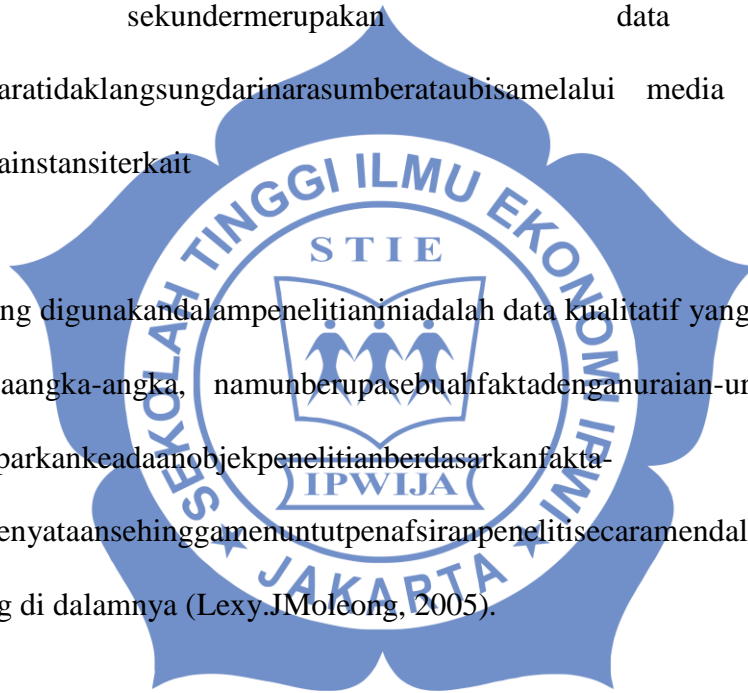 sekundermerupakan data
aratidaklangsungdarinarasumberataubisamelalui media
ainstansiterkait
SEKOLAH TINGGI ILMU EKONOMI IPWI
STIE
ng digunakandalampenelitianiniadalah data kualitatif yang
aangka-angka, namunberupasebuahfaktadenganuraian-ur
parkankeadaanobjekpenelitianberdasarkanfakta-
IPWIJA
enyataansehinggamenuntutpenafsiranpenelitisecaramendal
JAKARTA
g di dalamnya (Lexy.JMoleong, 2005).